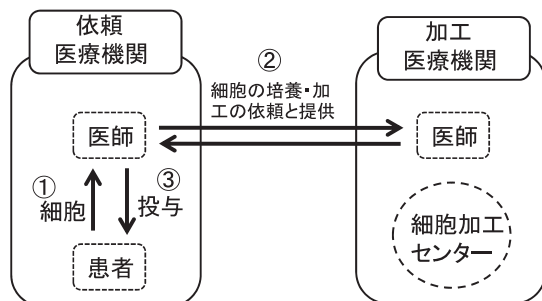 依頼
医療機関
加工
医療機関
②
細胞の培養・加
工の依頼と提供
医師
医師
①
細胞
③
投与
患者
細胞加工
センター